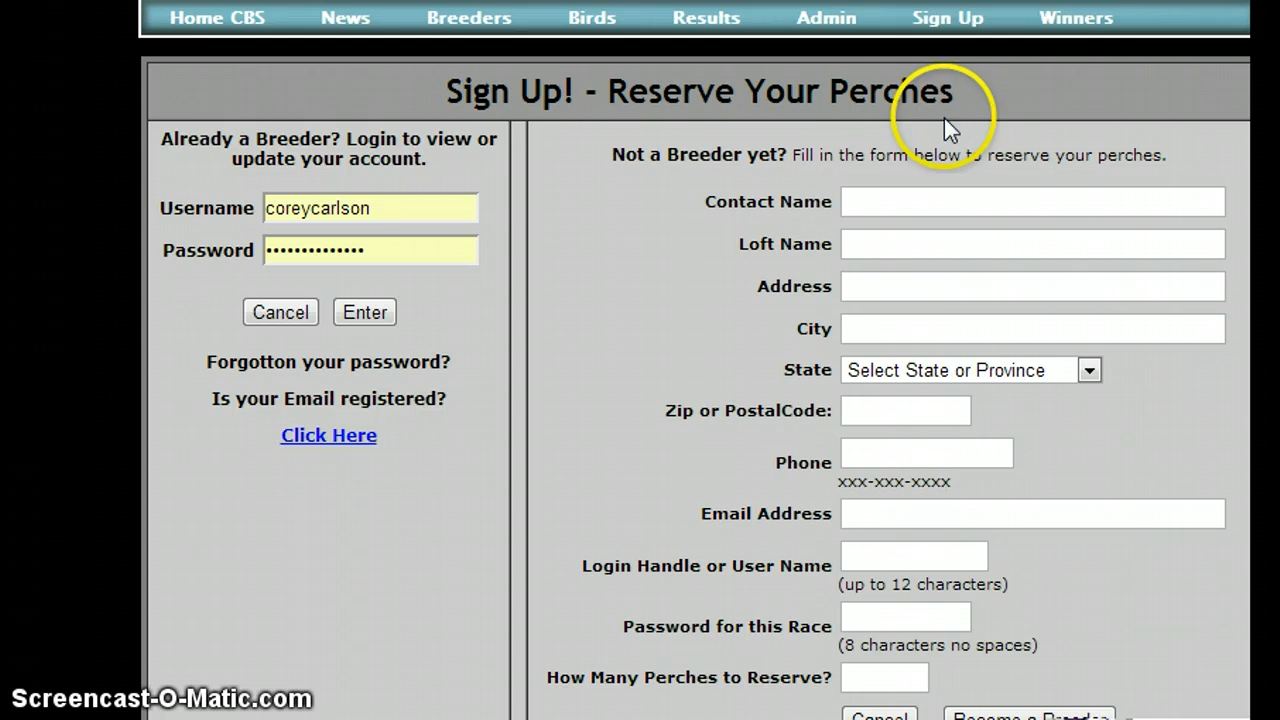 Home CBS News Breeders Birds Results Admin Sign Up Winners
Sign Up! - Reserve Your Perches
Already a Breeder? Login to view or
update your account.
Username coreycarlson
Password ••••••••••••••
Cancel Enter
Forgotton your password?
Is your Email registered?
Click Here
Not a Breeder yet? Fill in the form below to reserve your perches.
Contact Name
Loft Name
Address
City
State Select State or Province
Zip or PostalCode:
Phone
xxx-xxx-xxxx
Email Address
Login Handle or User Name
(up to 12 characters)
Password for this Race
(8 characters no spaces)
How Many Perches to Reserve?
Cancel Become a Breeder
Screencast-O-Matic.com